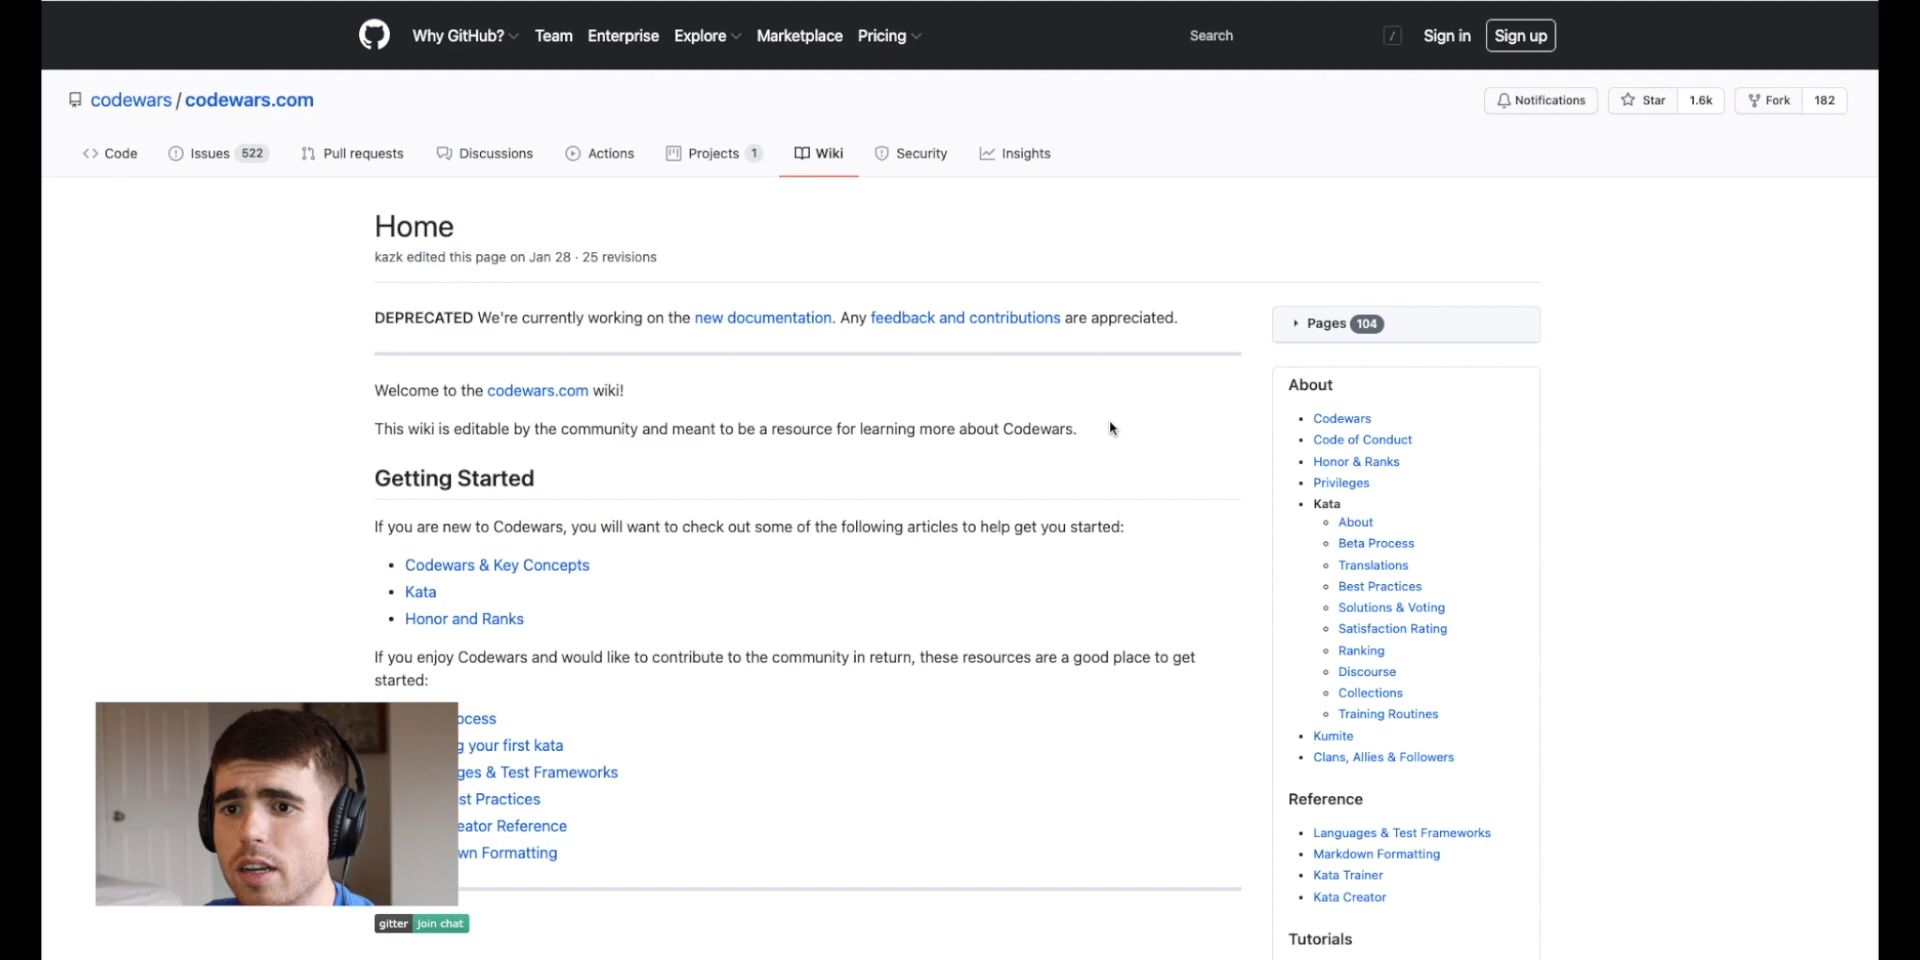 Why GitHub? Team Enterprise Explore Marketplace Pricing Search / Sign in Sign up
codewars / codewars.com Notifications Star 1.6k Fork 182
Code Issues 522 Pull requests Discussions Actions Projects 1 Wiki Security Insights
Home
kazk edited this page on Jan 28 · 25 revisions
DEPRECATED We're currently working on the new documentation. Any feedback and contributions are appreciated.
Welcome to the codewars.com wiki!
This wiki is editable by the community and meant to be a resource for learning more about Codewars.
Getting Started
If you are new to Codewars, you will want to check out some of the following articles to help get you started:
• Codewars & Key Concepts
• Kata
• Honor and Ranks
If you enjoy Codewars and would like to contribute to the community in return, these resources are a good place to get
started:
your first kata
& Test Frameworks
Practices
Reference
Formatting
gitter join chat
Pages 104
About
• Codewars
• Code of Conduct
• Honor & Ranks
• Privileges
• Kata
About
Beta Process
Translations
Best Practices
Solutions & Voting
Satisfaction Rating
Ranking
Discourse
Collections
Training Routines
• Kumite
• Clans, Allies & Followers
Reference
• Languages & Test Frameworks
• Markdown Formatting
• Kata Trainer
• Kata Creator
Tutorials